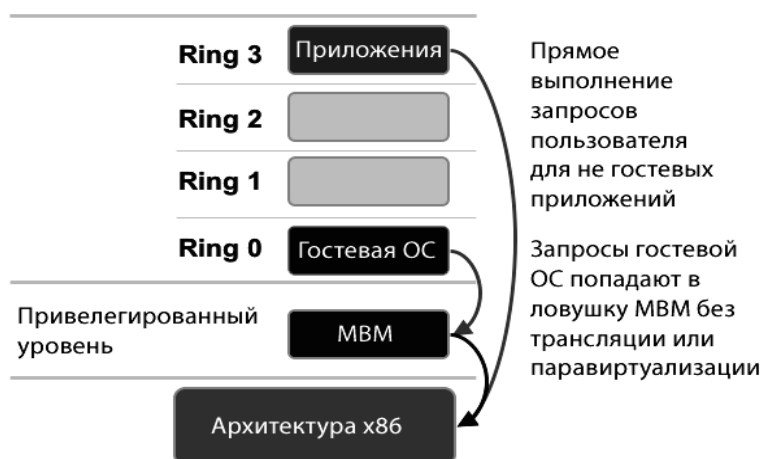 Ring 3
Приложения
Прямое
выполнение
запросов
пользователя
для не гостевых
приложений
Ring 2
Ring 1
Ring 0
Гостевая ОС
Запросы гостевой
ОС попадают в
ловушку МВМ без
трансляции или
паравиртуализации
Привелегированный
уровень
МВМ
Архитектура x86